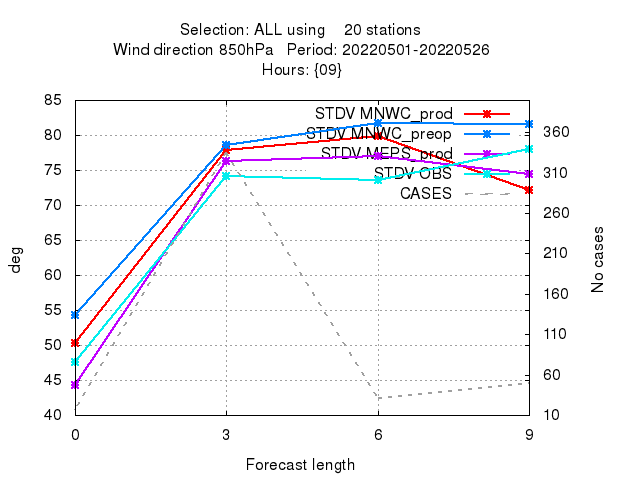 Selection: ALL using 20 stations
Wind direction 850hPa Period: 20220501-20220526
Hours: {09}
STDV MNWC_prod
STDV MNWC_preop
STDV MEPS_prod
STDV OBS
CASES
85
80
75
70
65
60
55
50
45
40
deg
360
310
260
210
160
110
60
10
No cases
0 3 6 9
Forecast length